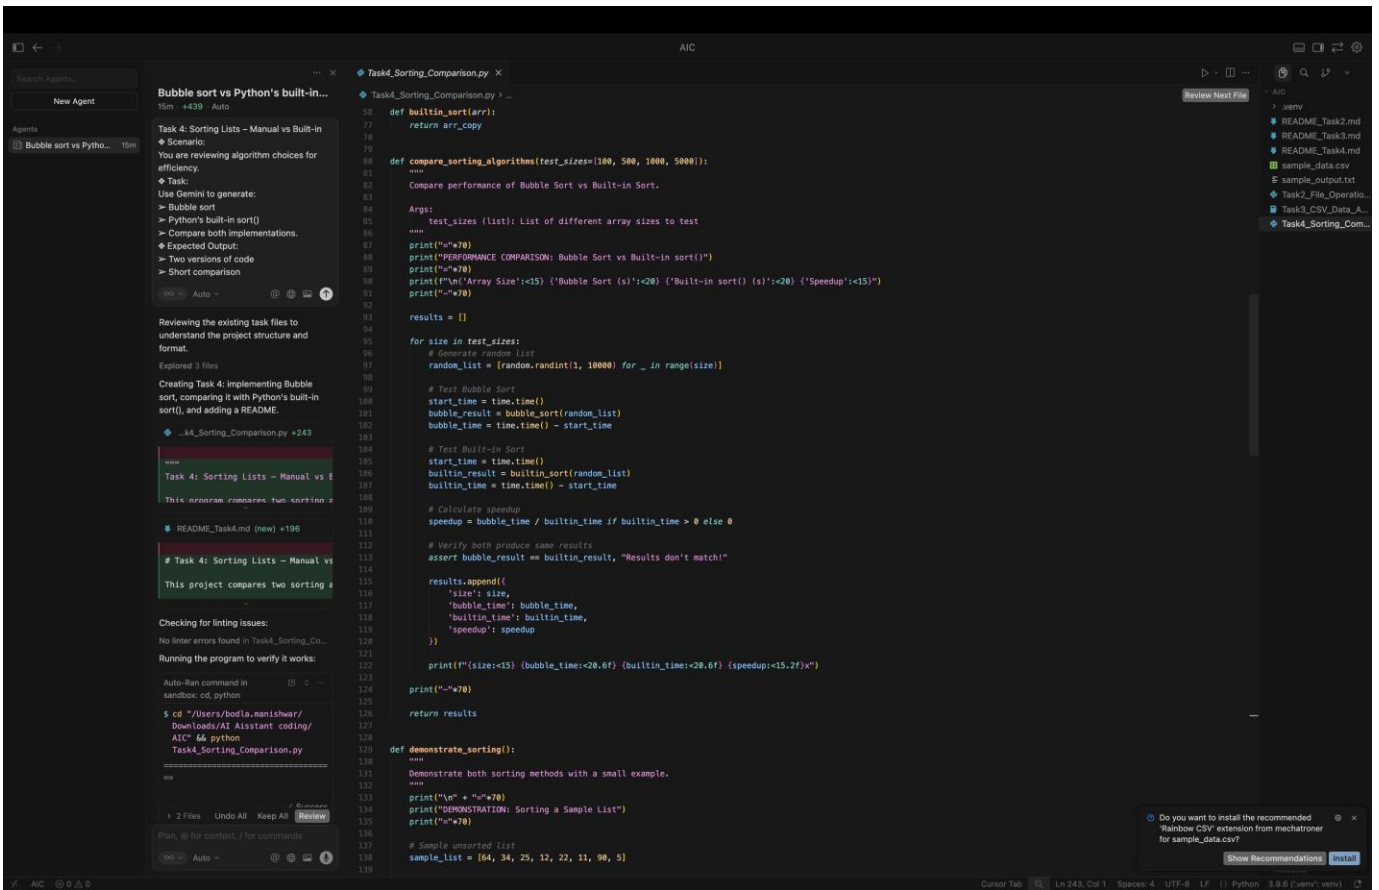 AIC
Search Agents...
New Agent
Agents
Bubble sort vs Pytho... 15m
Bubble sort vs Python's built-in...
15m · +439 · Auto
Task 4: Sorting Lists – Manual vs Built-in
❖ Scenario:
You are reviewing algorithm choices for
efficiency.
❖ Task:
Use Gemini to generate:
➢ Bubble sort
➢ Python's built-in sort()
➢ Compare both implementations.
❖ Expected Output:
➢ Two versions of code
➢ Short comparison
Auto
Reviewing the existing task files to
understand the project structure and
format.
Explored 3 files
Creating Task 4: implementing Bubble
sort, comparing it with Python's built-in
sort(), and adding a README.
...k4_Sorting_Comparison.py +243
"""
Task 4: Sorting Lists – Manual vs B
This program compares two sorting a
README_Task4.md (new) +196
# Task 4: Sorting Lists – Manual vs
This project compares two sorting a
Checking for linting issues:
No linter errors found in Task4_Sorting_Co...
Running the program to verify it works:
Auto-Ran command in
sandbox: cd, python
$ cd "/Users/bodla.manishwar/
Downloads/AI Aisstant coding/
AIC" && python
Task4_Sorting_Comparison.py
==================================
==
Success
> 2 Files Undo All Keep All Review
Plan, @ for context, / for commands
Auto
Task4_Sorting_Comparison.py ×
Task4_Sorting_Comparison.py > ...
Review Next File
58 def builtin_sort(arr):
77 return arr_copy
78
79
80 def compare_sorting_algorithms(test_sizes=[100, 500, 1000, 5000]):
81 """
82 Compare performance of Bubble Sort vs Built-in Sort.
83
84 Args:
85 test_sizes (list): List of different array sizes to test
86 """
87 print("="*70)
88 print("PERFORMANCE COMPARISON: Bubble Sort vs Built-in sort()")
89 print("="*70)
90 print(f"\n{'Array Size':<15} {'Bubble Sort (s)':<20} {'Built-in sort() (s)':<20} {'Speedup':<15}")
91 print("-"*70)
92
93 results = []
94
95 for size in test_sizes:
96 # Generate random list
97 random_list = [random.randint(1, 10000) for _ in range(size)]
98
99 # Test Bubble Sort
100 start_time = time.time()
101 bubble_result = bubble_sort(random_list)
102 bubble_time = time.time() - start_time
103
104 # Test Built-in Sort
105 start_time = time.time()
106 builtin_result = builtin_sort(random_list)
107 builtin_time = time.time() - start_time
108
109 # Calculate speedup
110 speedup = bubble_time / builtin_time if builtin_time > 0 else 0
111
112 # Verify both produce same results
113 assert bubble_result == builtin_result, "Results don't match!"
114
115 results.append({
116 'size': size,
117 'bubble_time': bubble_time,
118 'builtin_time': builtin_time,
119 'speedup': speedup
120 })
121
122 print(f"{size:<15} {bubble_time:<20.6f} {builtin_time:<20.6f} {speedup:<15.2f}x")
123
124 print("-"*70)
125
126 return results
127
128
129 def demonstrate_sorting():
130 """
131 Demonstrate both sorting methods with a small example.
132 """
133 print("\n" + "="*70)
134 print("DEMONSTRATION: Sorting a Sample List")
135 print("="*70)
136
137 # Sample unsorted list
138 sample_list = [64, 34, 25, 12, 22, 11, 90, 5]
139
AIC
> .venv
README_Task2.md
README_Task3.md
README_Task4.md
sample_data.csv
sample_output.txt
Task2_File_Operatio...
Task3_CSV_Data_A...
Task4_Sorting_Com...
Do you want to install the recommended
'Rainbow CSV' extension from mechatroner
for sample_data.csv?
Show Recommendations Install
AIC 0 0
Cursor Tab Ln 243, Col 1 Spaces: 4 UTF-8 LF {} Python 3.9.6 ('.venv': venv)